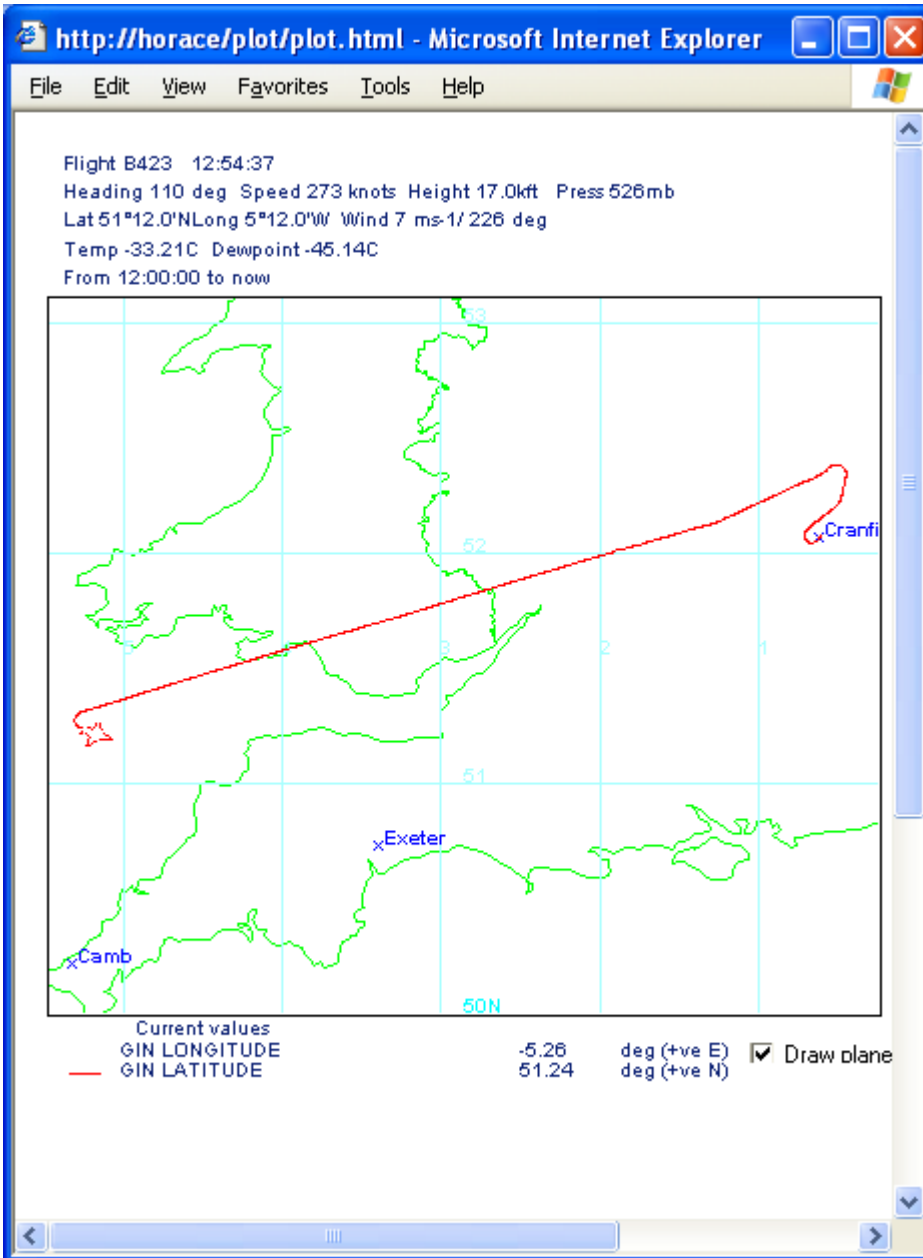 http://horace/plot/plot.html - Microsoft Internet Explorer
File Edit View Favorites Tools Help
Flight B423 12:54:37
Heading 110 deg Speed 273 knots Height 17.0kft Press 526mb
Lat 51°12.0'NLong 5°12.0'W Wind 7 ms-1/ 226 deg
Temp -33.21C Dewpoint -45.14C
From 12:00:00 to now
53
Cranfi
52
5 3 2 1
51
Exeter
Camb
50N
Current values
GIN LONGITUDE -5.26 deg (+ve E)
Draw plane
GIN LATITUDE 51.24 deg (+ve N)